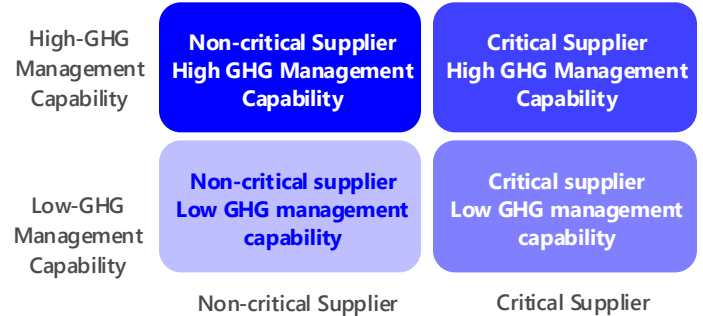 High-GHG
Management
Capability
Non-critical Supplier
High GHG Management
Capability
Critical Supplier
High GHG Management
Capability
Low-GHG
Management
Capability
Non-critical supplier
Low GHG management
capability
Critical supplier
Low GHG management
capability
Non-critical Supplier
Critical Supplier